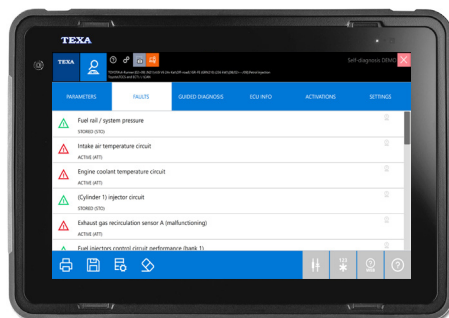 TEXA
TEXA
Self-diagnosis DEMO
PARAMETERS FAULTS GUIDED DIAGNOSIS ECU INFO ACTIVATIONS SETTINGS
Fuel rail / system pressure
STORED (STO)
Intake air temperature circuit
ACTIVE (ATT)
Engine coolant temperature circuit
ACTIVE (ATT)
(Cylinder 1) injector circuit
STORED (STO)
Exhaust gas recirculation sensor A (malfunctioning)
ACTIVE (ATT)
Fuel injectors control circuit performance (bank 1)
123